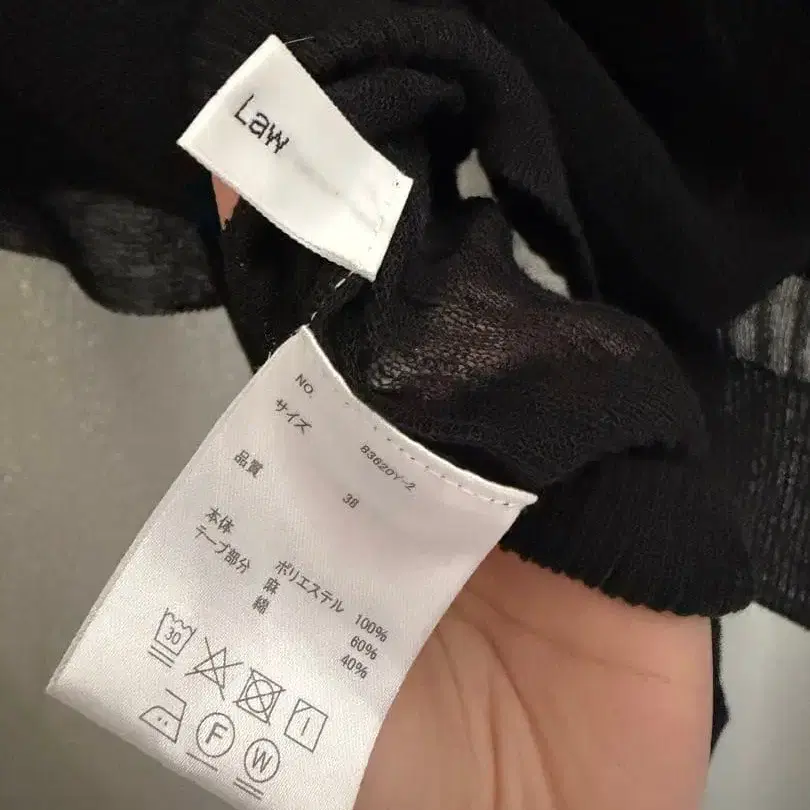 Law
NO. 83620Y-2
サイズ 38
品質
本体 ポリエステル 100%
テープ部分 麻 60%
綿 40%
30
F W